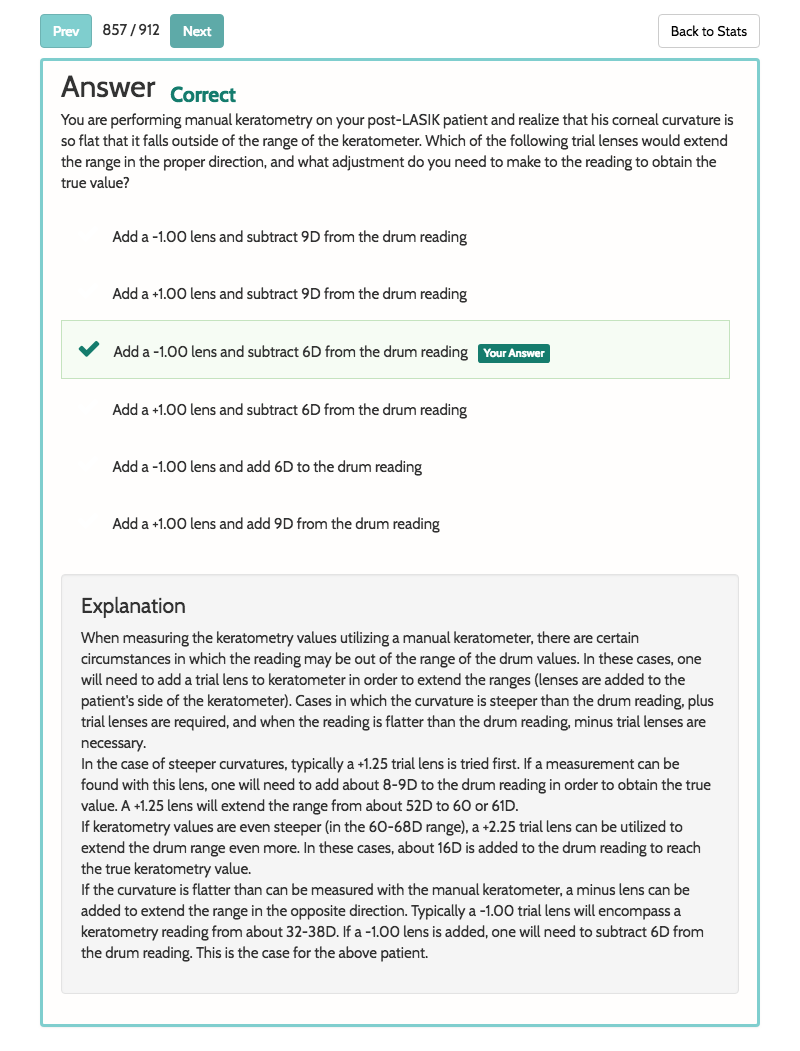 Prev 857 / 912 Next Back to Stats
Answer Correct
You are performing manual keratometry on your post-LASIK patient and realize that his corneal curvature is
so flat that it falls outside of the range of the keratometer. Which of the following trial lenses would extend
the range in the proper direction, and what adjustment do you need to make to the reading to obtain the
true value?
Add a -1.00 lens and subtract 9D from the drum reading
Add a +1.00 lens and subtract 9D from the drum reading
Add a -1.00 lens and subtract 6D from the drum reading Your Answer
Add a +1.00 lens and subtract 6D from the drum reading
Add a -1.00 lens and add 6D to the drum reading
Add a +1.00 lens and add 9D from the drum reading
Explanation
When measuring the keratometry values utilizing a manual keratometer, there are certain
circumstances in which the reading may be out of the range of the drum values. In these cases, one
will need to add a trial lens to keratometer in order to extend the ranges (lenses are added to the
patient's side of the keratometer). Cases in which the curvature is steeper than the drum reading, plus
trial lenses are required, and when the reading is flatter than the drum reading, minus trial lenses are
necessary.
In the case of steeper curvatures, typically a +1.25 trial lens is tried first. If a measurement can be
found with this lens, one will need to add about 8-9D to the drum reading in order to obtain the true
value. A +1.25 lens will extend the range from about 52D to 60 or 61D.
If keratometry values are even steeper (in the 60-68D range), a +2.25 trial lens can be utilized to
extend the drum range even more. In these cases, about 16D is added to the drum reading to reach
the true keratometry value.
If the curvature is flatter than can be measured with the manual keratometer, a minus lens can be
added to extend the range in the opposite direction. Typically a -1.00 trial lens will encompass a
keratometry reading from about 32-38D. If a -1.00 lens is added, one will need to subtract 6D from
the drum reading. This is the case for the above patient.